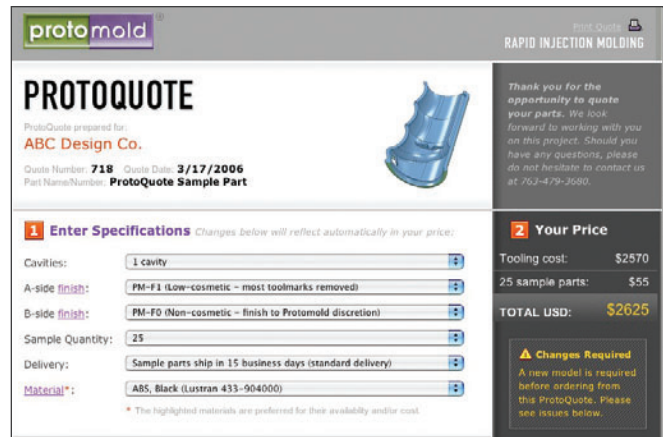 protomold®
Print Quote
RAPID INJECTION MOLDING
PROTOQUOTE
ProtoQuote prepared for:
ABC Design Co.
Quote Number: 718 Quote Date: 3/17/2006
Part Name/Number: ProtoQuote Sample Part
Thank you for the
opportunity to quote
your parts. We look
forward to working with you
on this project. Should you
have any questions, please
do not hesitate to contact us
at 763-479-3680.
1 Enter Specifications Changes below will reflect automatically in your price:
Cavities: 1 cavity
A-side finish: PM-F1 (Low-cosmetic - most toolmarks removed)
B-side finish: PM-F0 (Non-cosmetic - finish to Protomold discretion)
Sample Quantity: 25
Delivery: Sample parts ship in 15 business days (standard delivery)
Material*: ABS, Black (Lustran 433-904000)
* The highlighted materials are preferred for their availablity and/or cost
2 Your Price
Tooling cost: $2570
25 sample parts: $55
TOTAL USD: $2625
Changes Required
A new model is required
before ordering from
this ProtoQuote. Please
see issues below.